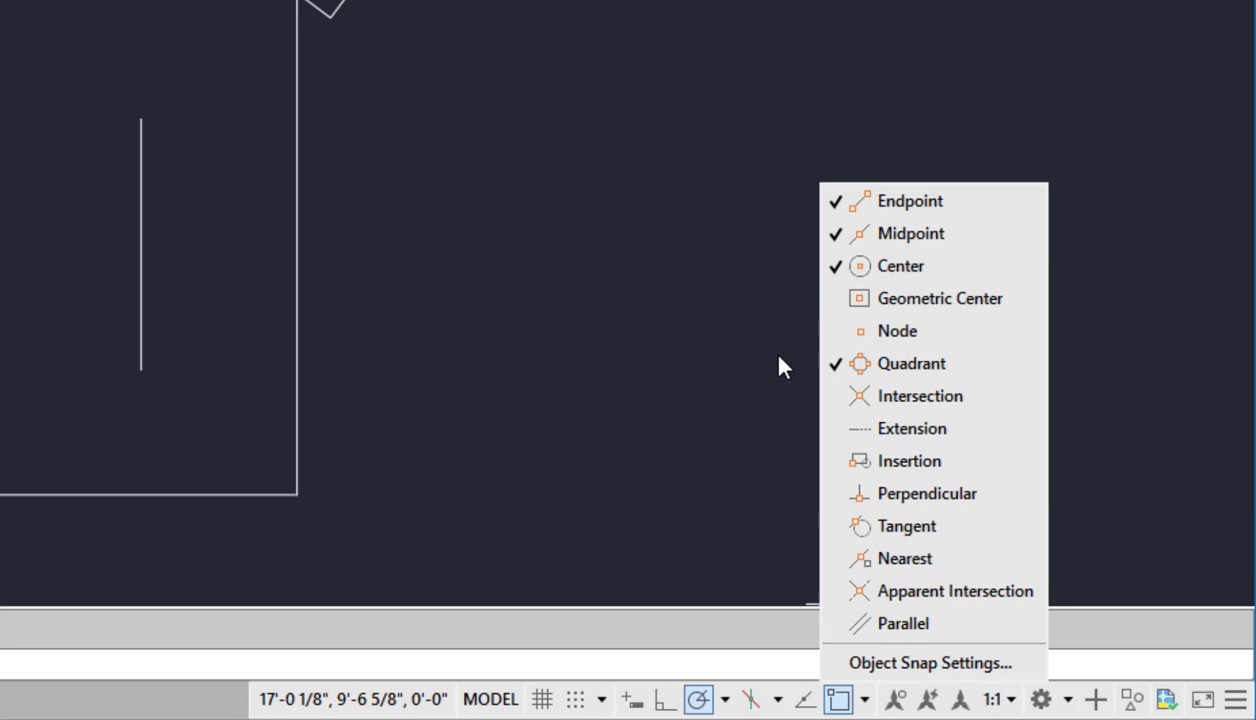 Endpoint
Midpoint
Center
Geometric Center
Node
Quadrant
Intersection
Extension
Insertion
Perpendicular
Tangent
Nearest
Apparent Intersection
Parallel
Object Snap Settings...
17'-0 1/8", 9'-6 5/8", 0'-0" MODEL 1:1